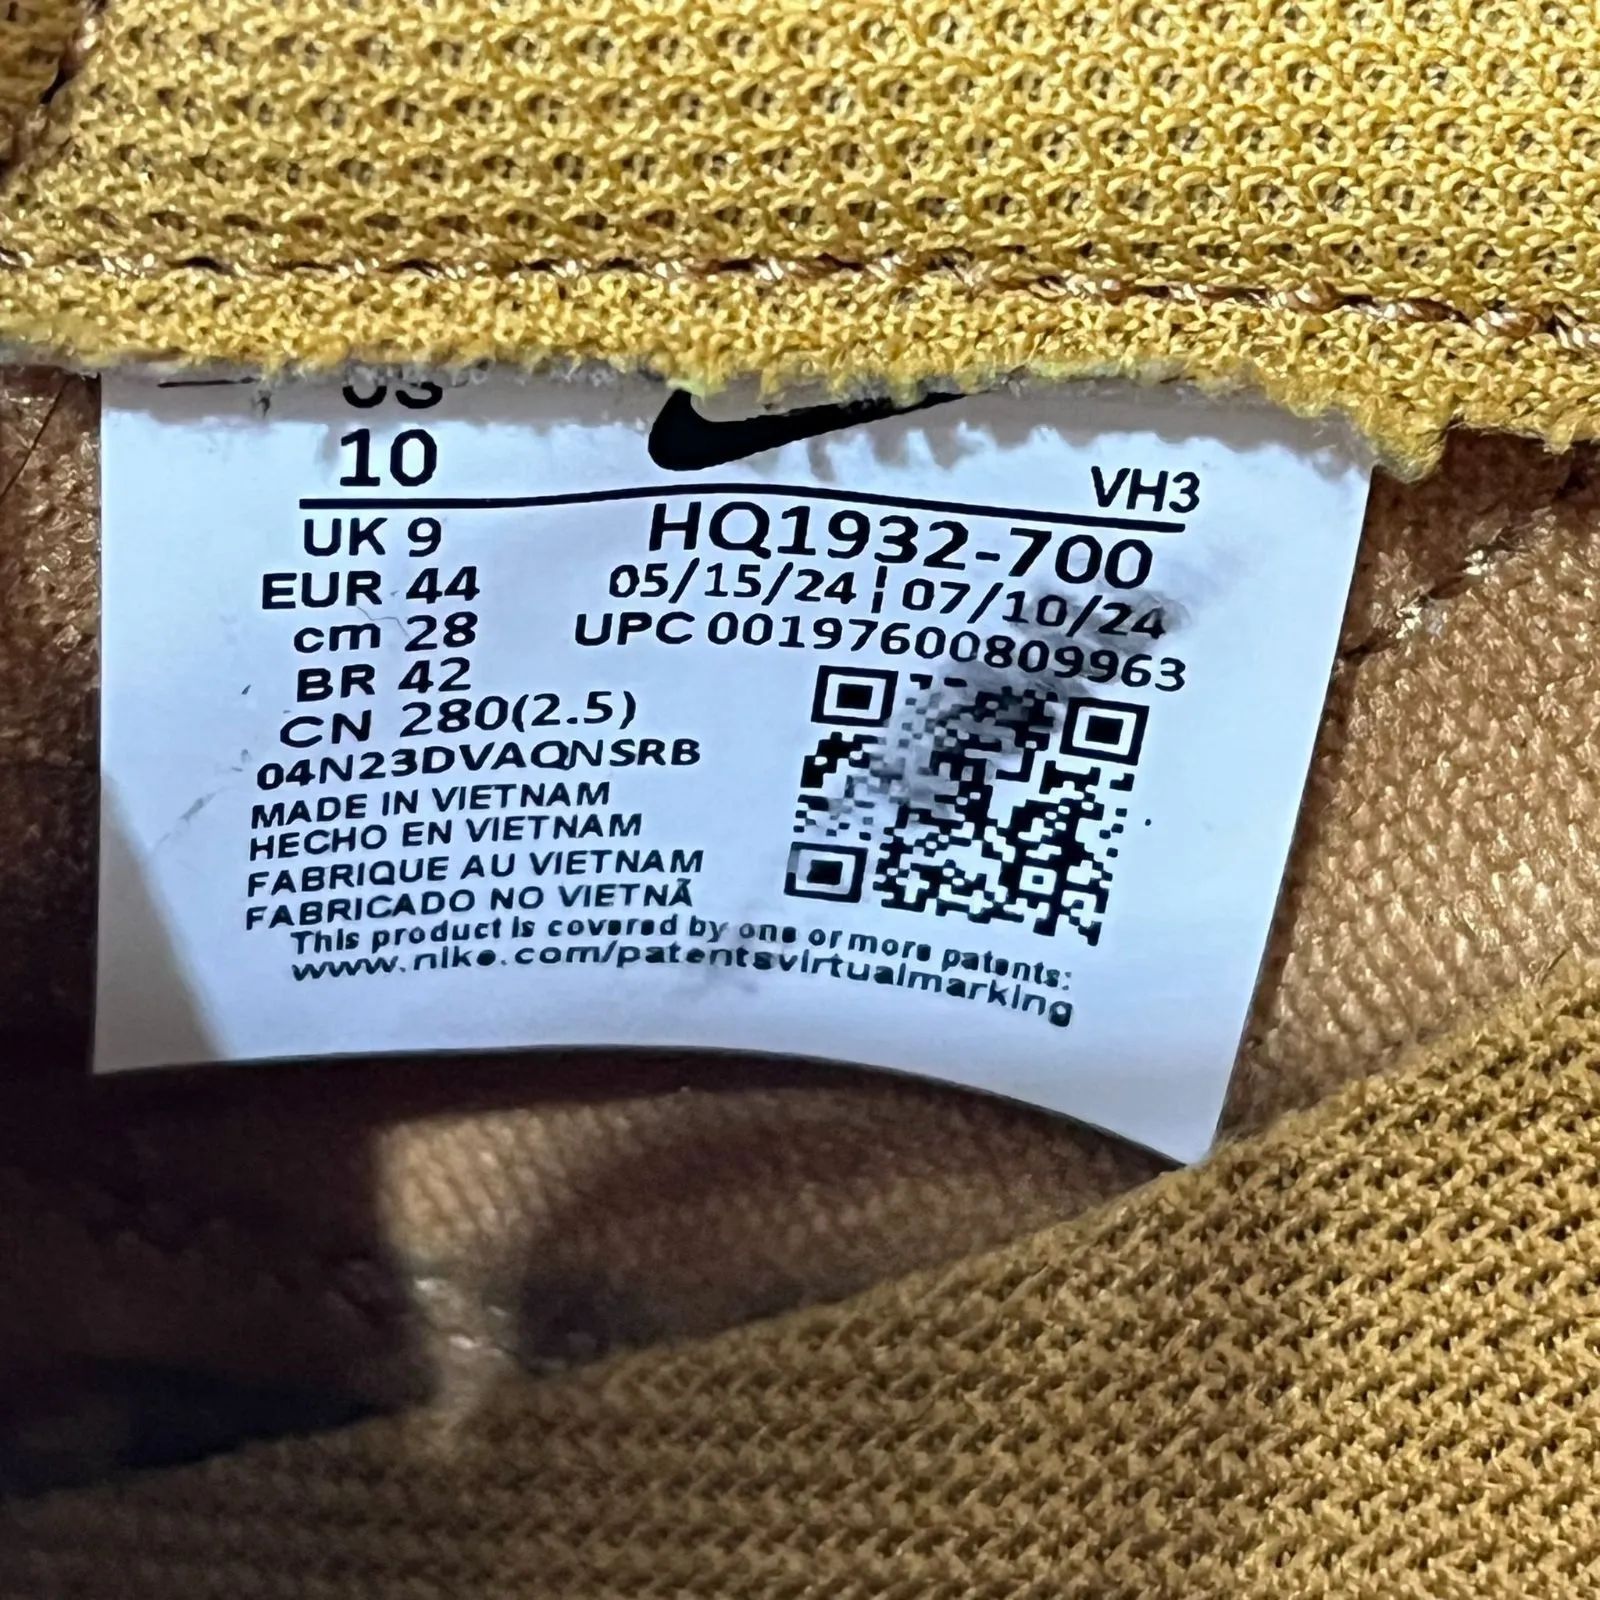 US
10
VH3
UK 9
HQ1932-700
EUR 44
05/15/24 ¦ 07/10/24
cm 28
UPC 00197600809963
BR 42
CN 280(2.5)
04N23DVAQNSRB
MADE IN VIETNAM
HECHO EN VIETNAM
FABRIQUE AU VIETNAM
FABRICADO NO VIETNÃ
This product is covered by one or more patents:
www.nike.com/patentsvirtualmarking